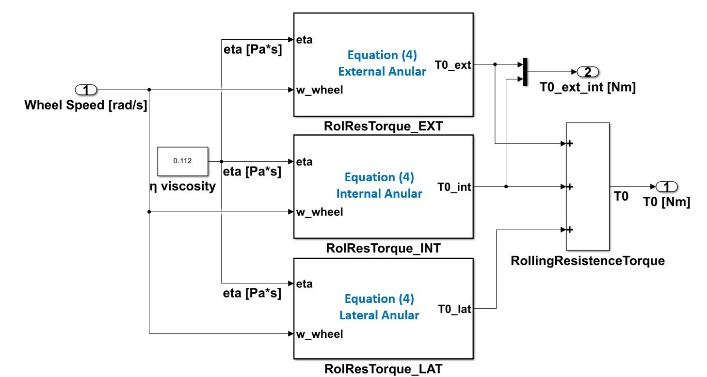 eta
eta [Pa*s]
Equation (4)
External Anular
T0_ext
w_wheel
RolResTorque_EXT
1
Wheel Speed [rad/s]
2
T0_ext_int [Nm]
0.112
η viscosity
eta
eta [Pa*s]
Equation (4)
Internal Anular
T0_int
w_wheel
RolResTorque_INT
+
+
+
T0
1
T0 [Nm]
RollingResistenceTorque
eta
eta [Pa*s]
Equation (4)
Lateral Anular
T0_lat
w_wheel
RolResTorque_LAT